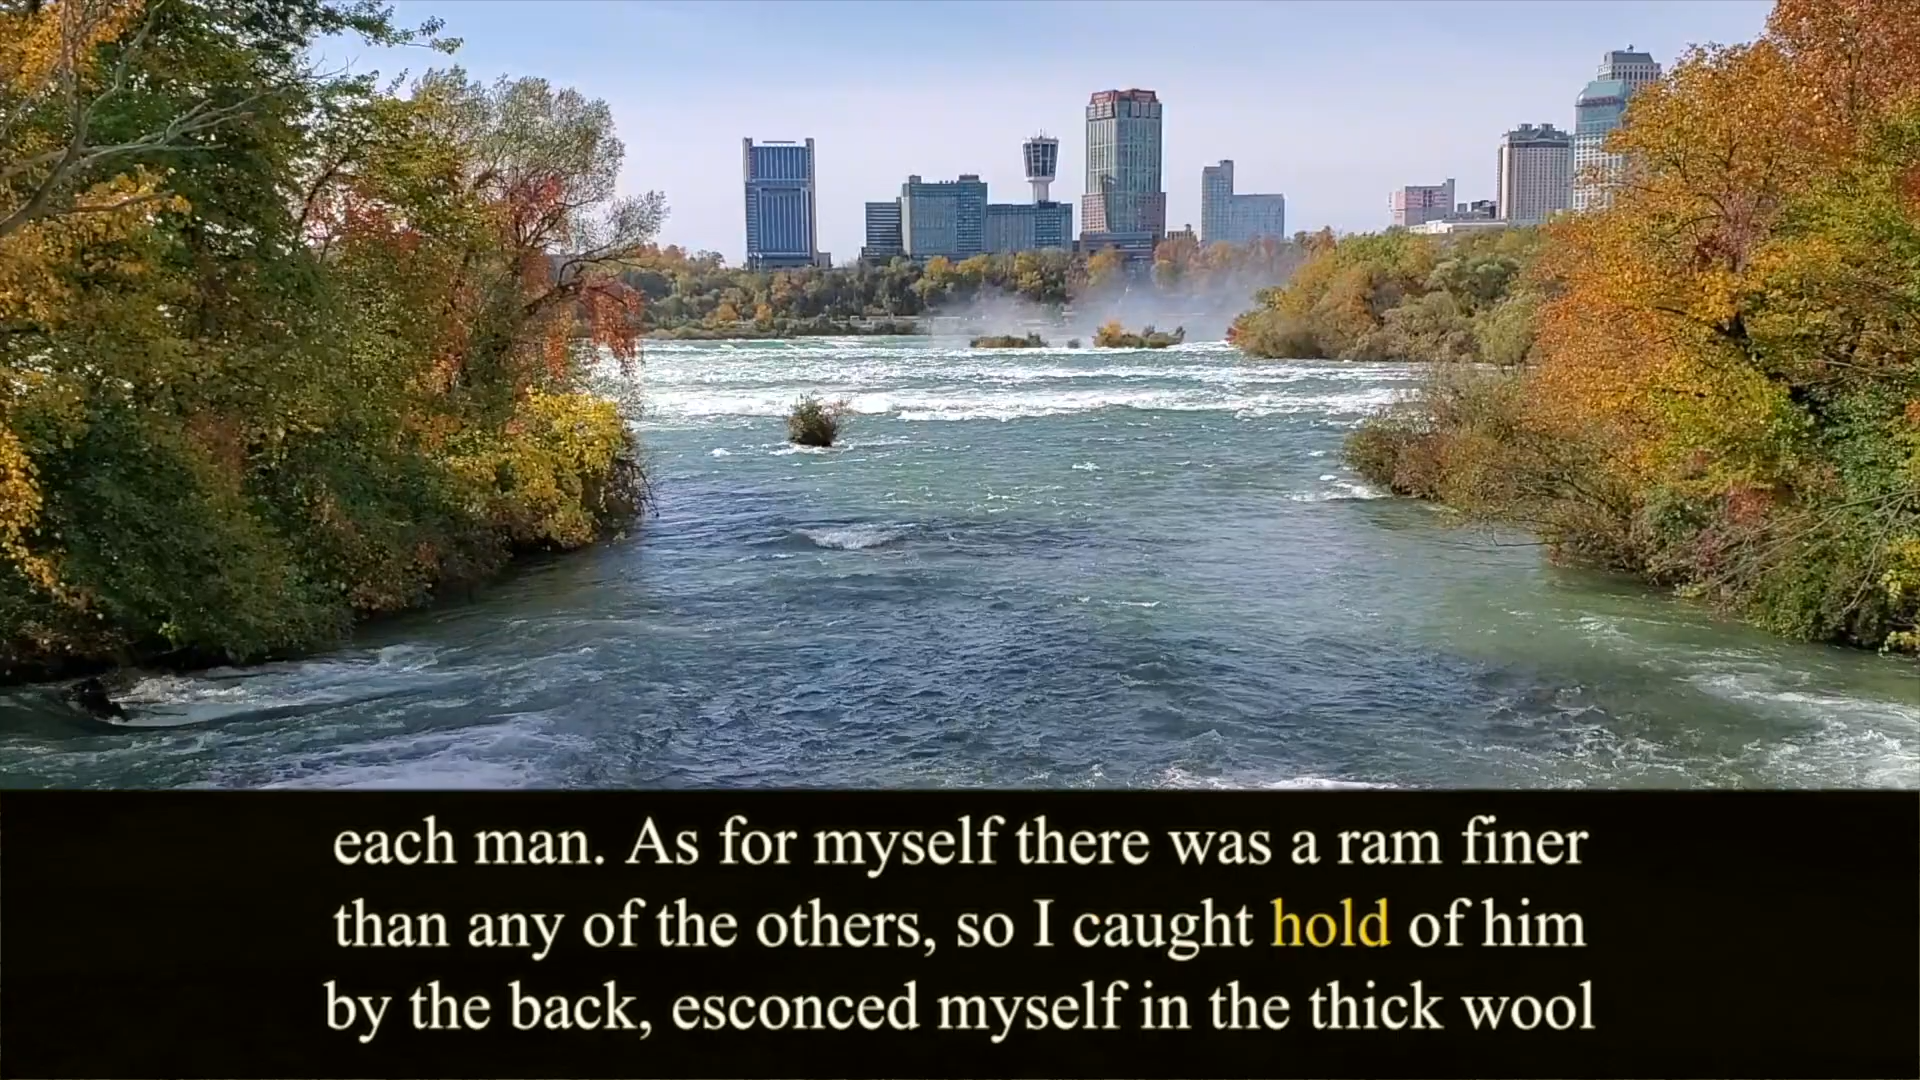 each man. As for myself there was a ram finer
than any of the others, so I caught hold of him
by the back, esconced myself in the thick wool